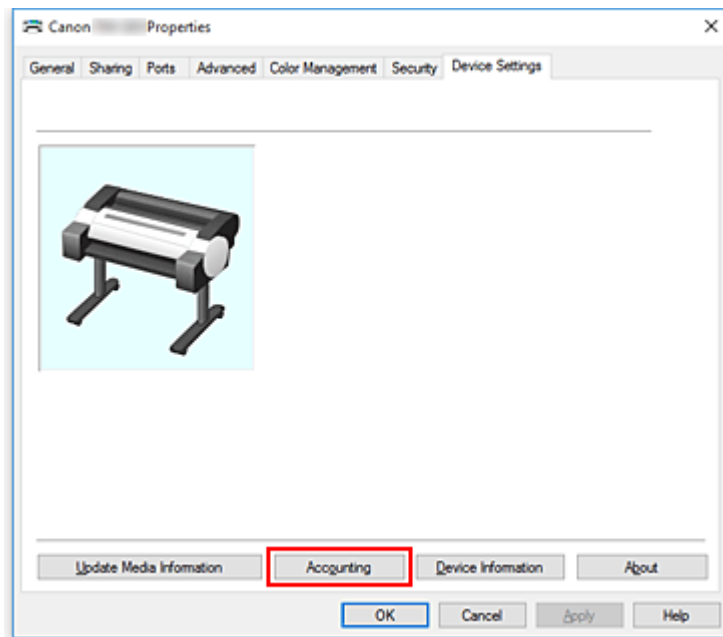 Canon Properties
General Sharing Ports Advanced Color Management Security Device Settings
Update Media Information Accounting Device Information About
OK Cancel Apply Help